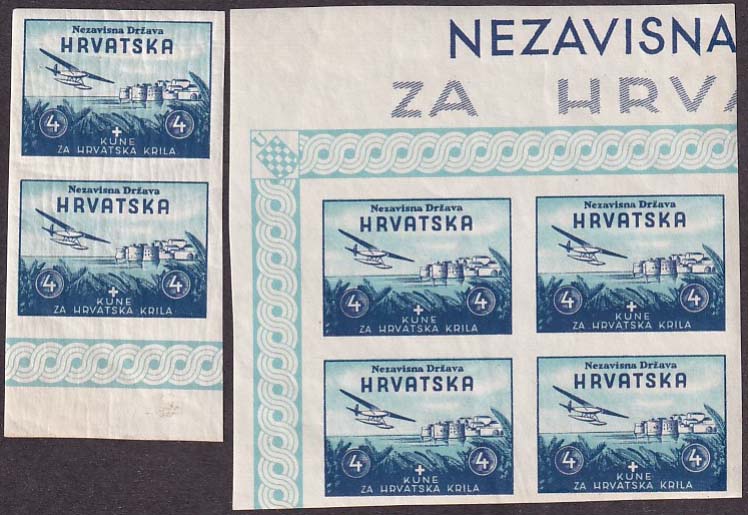 Nezavisna Država
HRVATSKA
4 + 4
KUNE
ZA HRVATSKA KRILA
Nezavisna Država
HRVATSKA
4 + 4
KUNE
ZA HRVATSKA KRILA
NEZAVISNA
ZA HRVA
U
Nezavisna Država
HRVATSKA
4 + 4
KUNE
ZA HRVATSKA KRILA
Nezavisna Država
HRVATSKA
4 + 4
KUNE
ZA HRVATSKA KRILA
Nezavisna Država
HRVATSKA
4 + 4
KUNE
ZA HRVATSKA KRILA
Nezavisna Država
HRVATSKA
4 + 4
KUNE
ZA HRVATSKA KRILA